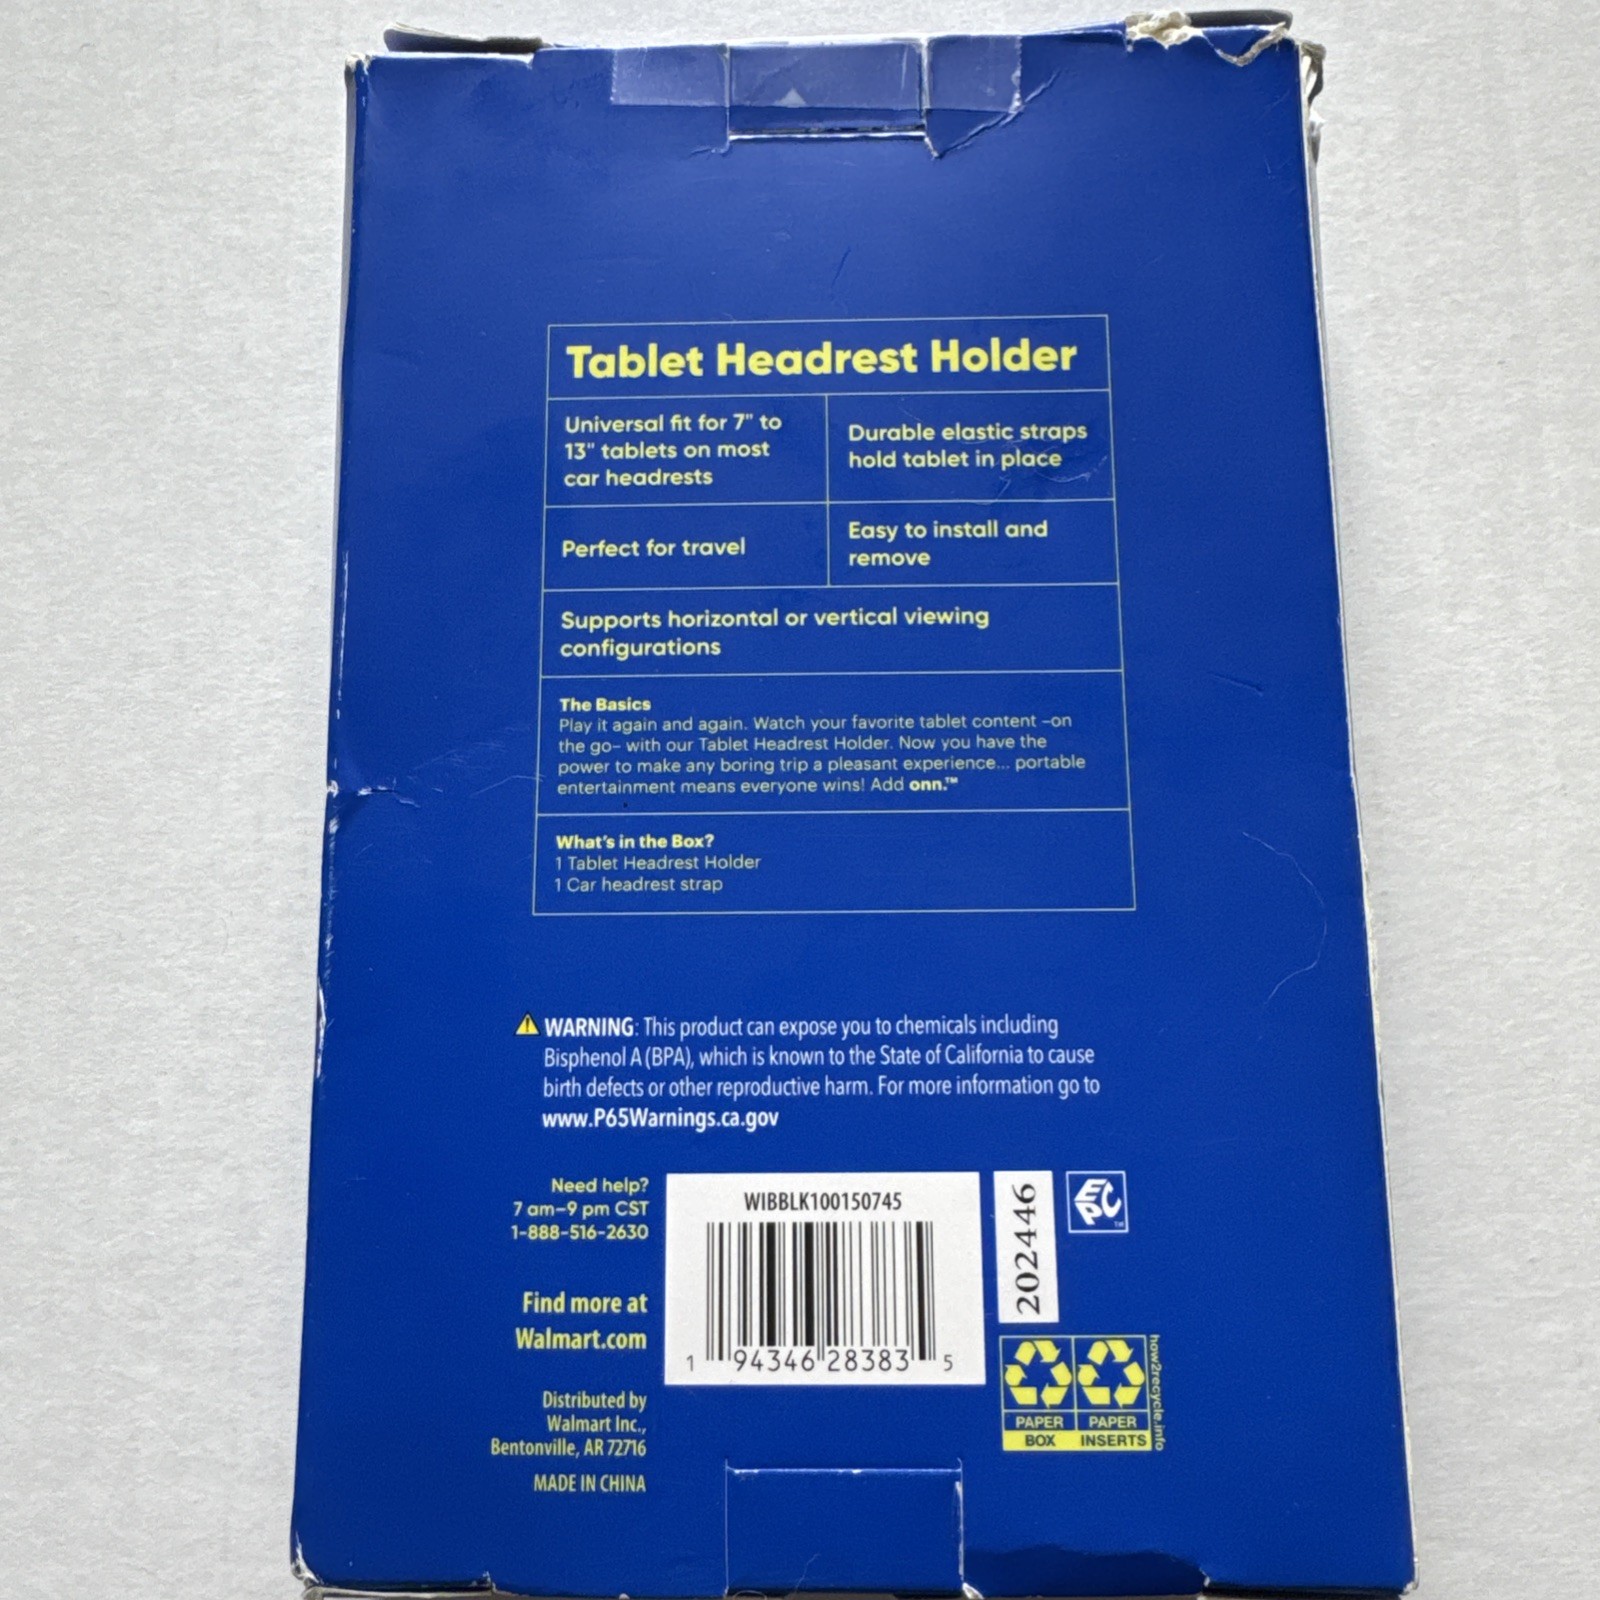 Tablet Headrest Holder
Universal fit for 7" to
13" tablets on most
car headrests
Durable elastic straps
hold tablet in place
Perfect for travel
Easy to install and
remove
Supports horizontal or vertical viewing
configurations
The Basics
Play it again and again. Watch your favorite tablet content –on
the go– with our Tablet Headrest Holder. Now you have the
power to make any boring trip a pleasant experience... portable
entertainment means everyone wins! Add onn.™
What's in the Box?
1 Tablet Headrest Holder
1 Car headrest strap
WARNING: This product can expose you to chemicals including
Bisphenol A (BPA), which is known to the State of California to cause
birth defects or other reproductive harm. For more information go to
www.P65Warnings.ca.gov
Need help?
7 am–9 pm CST
1-888-516-2630
Find more at
Walmart.com
Distributed by
Walmart Inc.,
Bentonville, AR 72716
MADE IN CHINA
WIBBLK100150745
1 94346 28383 5
202446
EPC™
PAPER PAPER
BOX INSERTS
how2recycle.info